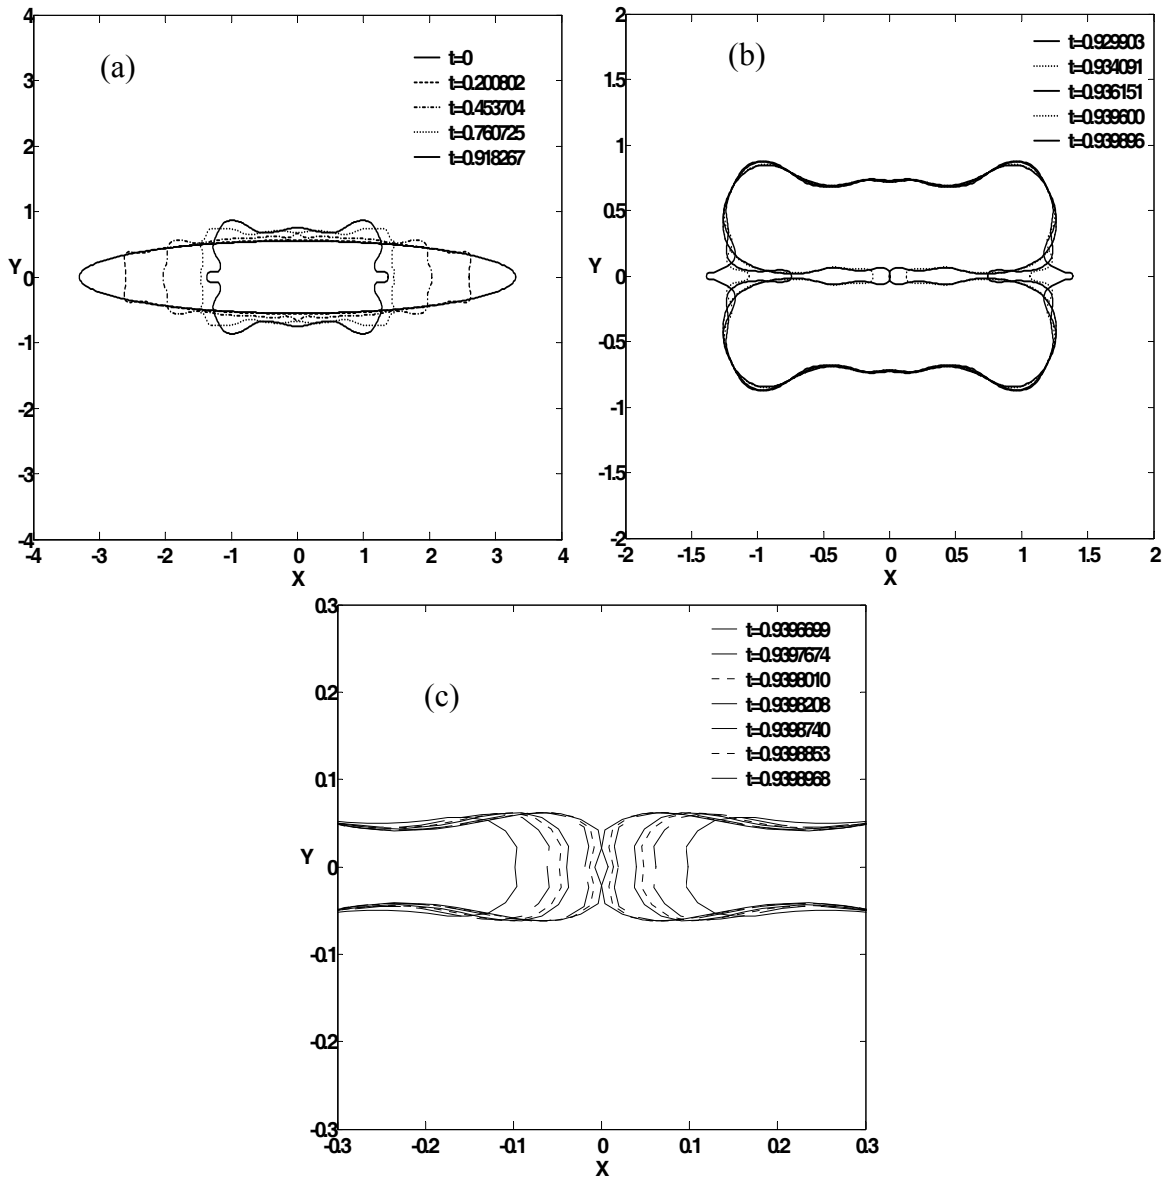 (a)
t=0
t=0.200802
t=0.453704
t=0.760725
t=0.918267
4
3
2
1
0
-1
-2
-3
-4
Y
-4 -3 -2 -1 0 1 2 3 4
X
(b)
t=0.929903
t=0.934091
t=0.936151
t=0.939600
t=0.939896
2
1.5
1
0.5
0
-0.5
-1
-1.5
-2
Y
-2 -1.5 -1 -0.5 0 0.5 1 1.5 2
X
(c)
t=0.9396699
t=0.9397674
t=0.9398010
t=0.9398208
t=0.9398740
t=0.9398853
t=0.9398968
0.3
0.2
0.1
0
-0.1
-0.2
-0.3
Y
-0.3 -0.2 -0.1 0 0.1 0.2 0.3
X